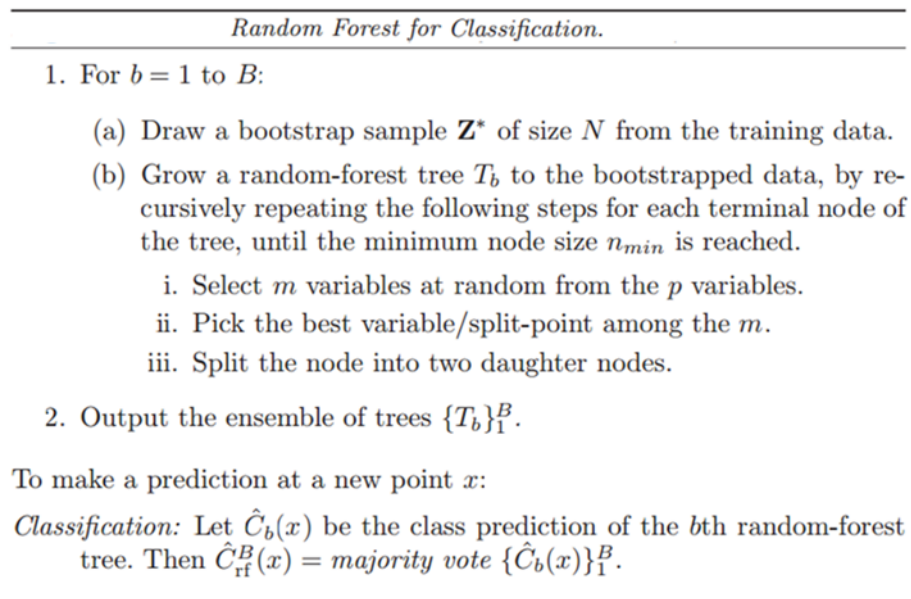 Random Forest for Classification.
1. For b = 1 to B:
(a) Draw a bootstrap sample Z* of size N from the training data.
(b) Grow a random-forest tree T_b to the bootstrapped data, by re-
cursively repeating the following steps for each terminal node of
the tree, until the minimum node size n_min is reached.
i. Select m variables at random from the p variables.
ii. Pick the best variable/split-point among the m.
iii. Split the node into two daughter nodes.
2. Output the ensemble of trees {T_b}_1^B.
To make a prediction at a new point x:
Classification: Let Ĉ_b(x) be the class prediction of the bth random-forest
tree. Then Ĉ_rf^B(x) = majority vote {Ĉ_b(x)}_1^B.